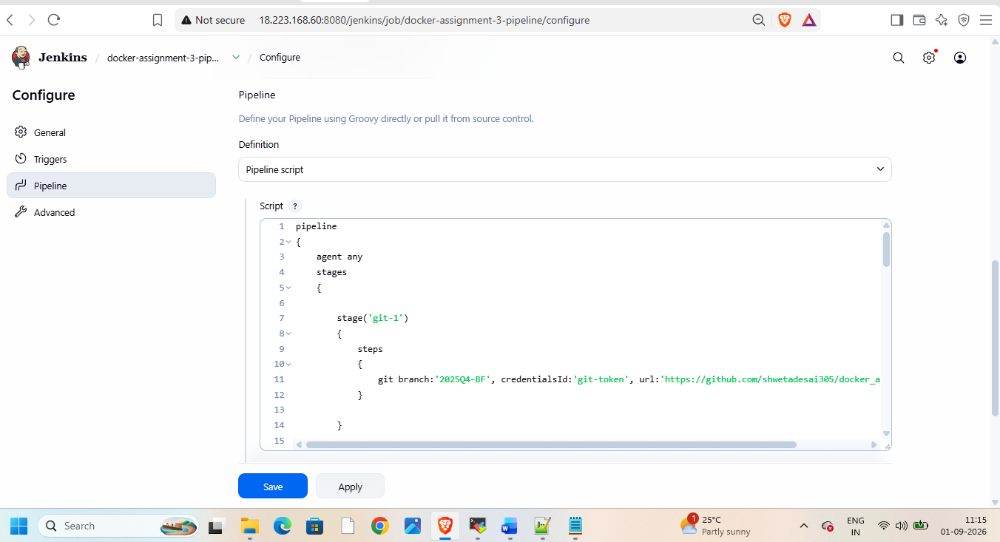 Not secure 18.223.168.60:8080/jenkins/job/docker-assignment-3-pipeline/configure
Jenkins / docker-assignment-3-pip... / Configure
Configure
General
Triggers
Pipeline
Advanced
Pipeline
Define your Pipeline using Groovy directly or pull it from source control.
Definition
Pipeline script
Script ?
1 pipeline
2 {
3 agent any
4 stages
5 {
6
7 stage('git-1')
8 {
9 steps
10 {
11 git branch:'2025Q4-BF', credentialsId:'git-token', url:'https://github.com/shwetadesai305/docker_a
12 }
13
14 }
15
Save Apply
Search
1
25°C
Partly sunny
ENG
IN
11:15
01-09-2026